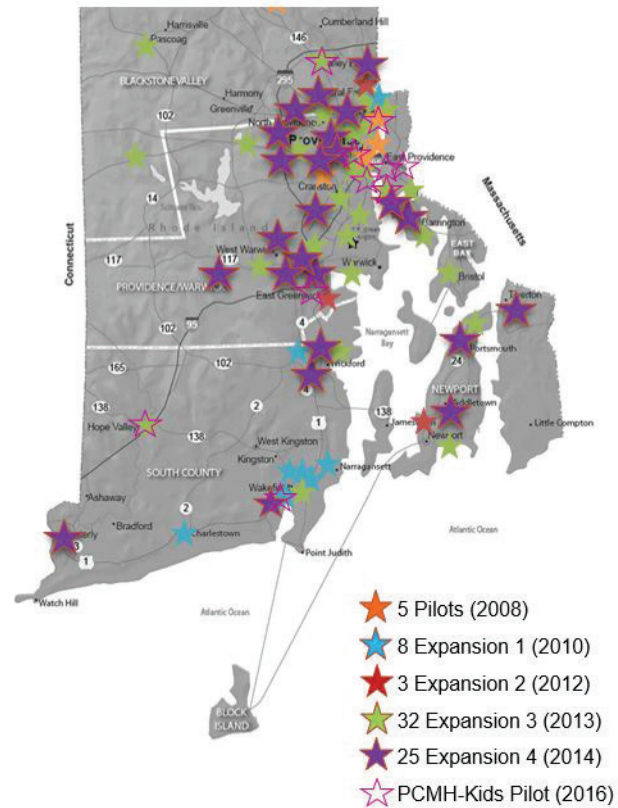 Harrisville
Cumberland Hill
Pascoag
146
295
BLACKSTONE VALLEY
Harmony
Greenville
102
102
East Providence
Cranston
14
Massachusetts
Rhode Island
Barrington
EAST BAY
Connecticut
117
West Warwick
117
Warwick
Bristol
PROVIDENCE/WARWICK
East Greenwich
Tiverton
95
4
Narragansett Bay
102
Portsmouth
165
102
Wickford
24
4
NEWPORT
138
2
1
138
Middletown
Hope Valley
138
Little Compton
West Kingston
Newport
Kingston
SOUTH COUNTY
Narragansett
Wakefield
Ashaway
2
Bradford
Charlestown
Atlantic Ocean
1
Point Judith
Watch Hill
Atlantic Ocean
BLOCK ISLAND
5 Pilots (2008)
8 Expansion 1 (2010)
3 Expansion 2 (2012)
32 Expansion 3 (2013)
25 Expansion 4 (2014)
PCMH-Kids Pilot (2016)